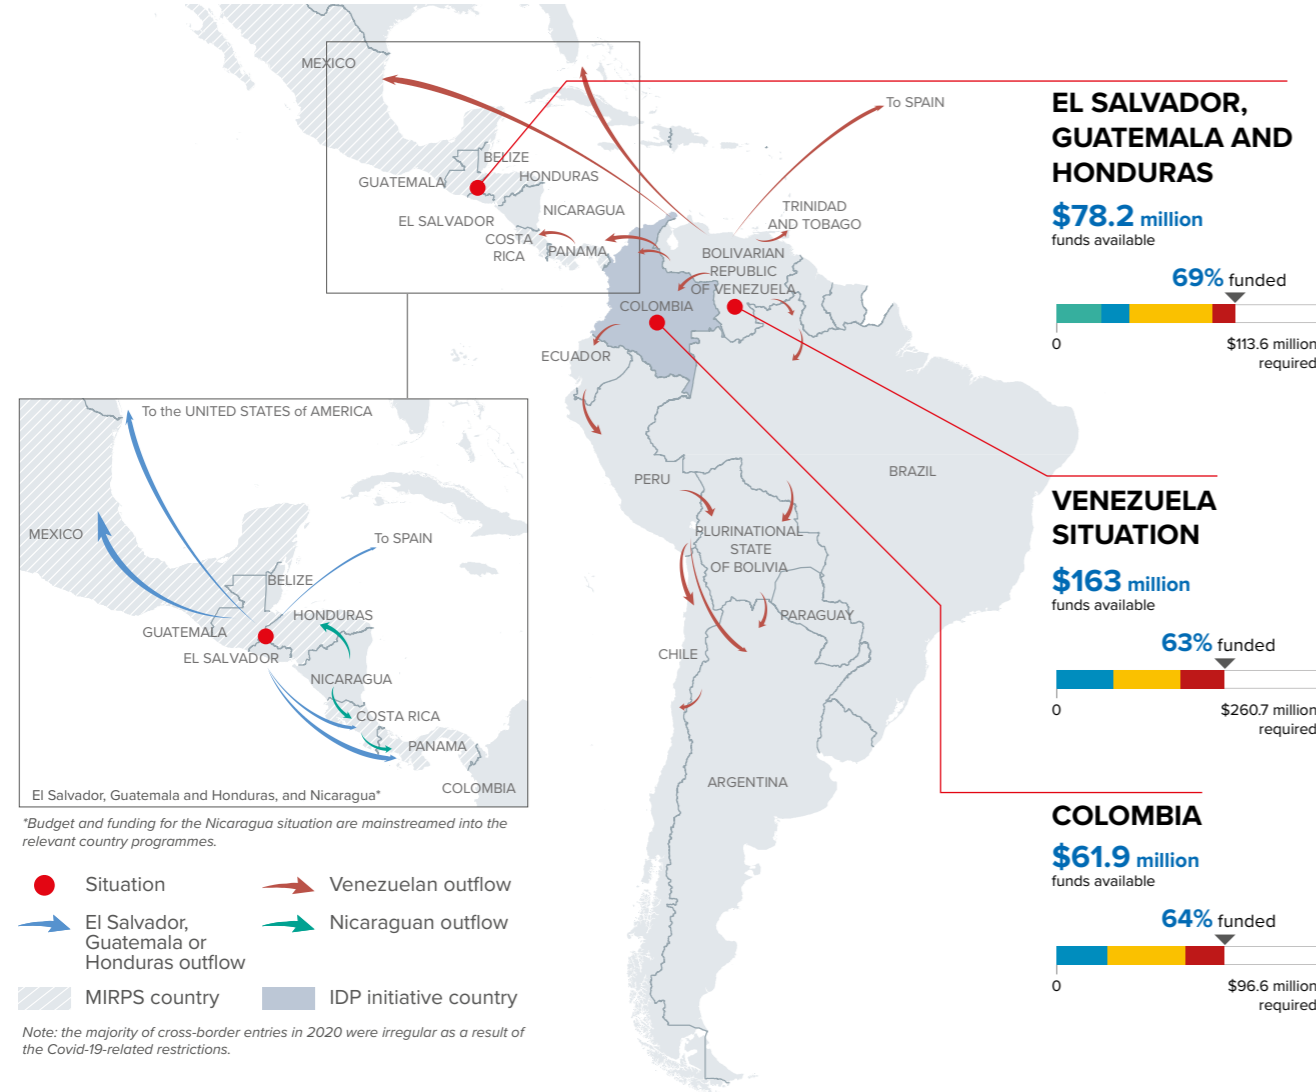 MEXICO
BELIZE
GUATEMALA
HONDURAS
EL SALVADOR
NICARAGUA
COSTA
RICA
PANAMA
To SPAIN
TRINIDAD
AND TOBAGO
BOLIVARIAN
REPUBLIC
OF VENEZUELA
COLOMBIA
ECUADOR
PERU
BRAZIL
PLURINATIONAL
STATE
OF BOLIVIA
PARAGUAY
CHILE
ARGENTINA
EL SALVADOR,
GUATEMALA AND
HONDURAS
$78.2 million
funds available
69% funded
0
$113.6 million
required
VENEZUELA
SITUATION
$163 million
funds available
63% funded
0
$260.7 million
required
COLOMBIA
$61.9 million
funds available
64% funded
0
$96.6 million
required
To the UNITED STATES of AMERICA
MEXICO
To SPAIN
BELIZE
HONDURAS
GUATEMALA
EL SALVADOR
NICARAGUA
COSTA RICA
PANAMA
COLOMBIA
El Salvador, Guatemala and Honduras, and Nicaragua*
*Budget and funding for the Nicaragua situation are mainstreamed into the
relevant country programmes.
Situation
Venezuelan outflow
El Salvador,
Guatemala or
Honduras outflow
Nicaraguan outflow
MIRPS country
IDP initiative country
Note: the majority of cross-border entries in 2020 were irregular as a result of
the Covid-19-related restrictions.